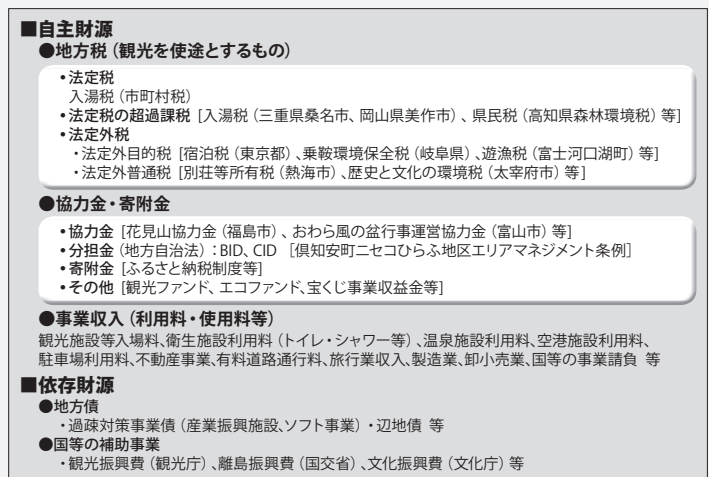 ■自主財源
●地方税（観光を使途とするもの）
•法定税
入湯税（市町村税）
•法定税の超過課税［入湯税（三重県桑名市、岡山県美作市）、県民税（高知県森林環境税）等］
•法定外税
・法定外目的税［宿泊税（東京都）、乗鞍環境保全税（岐阜県）、遊漁税（富士河口湖町）等］
・法定外普通税［別荘等所有税（熱海市）、歴史と文化の環境税（太宰府市）等］
●協力金・寄附金
•協力金［花見山協力金（福島市）、おわら風の盆行事運営協力金（富山市）等］
•分担金（地方自治法）：BID、CID ［倶知安町ニセコひらふ地区エリアマネジメント条例］
•寄附金［ふるさと納税制度等］
•その他［観光ファンド、エコファンド、宝くじ事業収益金等］
●事業収入（利用料・使用料等）
観光施設等入場料、衛生施設利用料（トイレ・シャワー等）、温泉施設利用料、空港施設利用料、
駐車場利用料、不動産事業、有料道路通行料、旅行業収入、製造業、卸小売業、国等の事業請負 等
■依存財源
●地方債
・過疎対策事業債（産業振興施設、ソフト事業）・辺地債 等
●国等の補助事業
・観光振興費（観光庁）、離島振興費（国交省）、文化振興費（文化庁）等